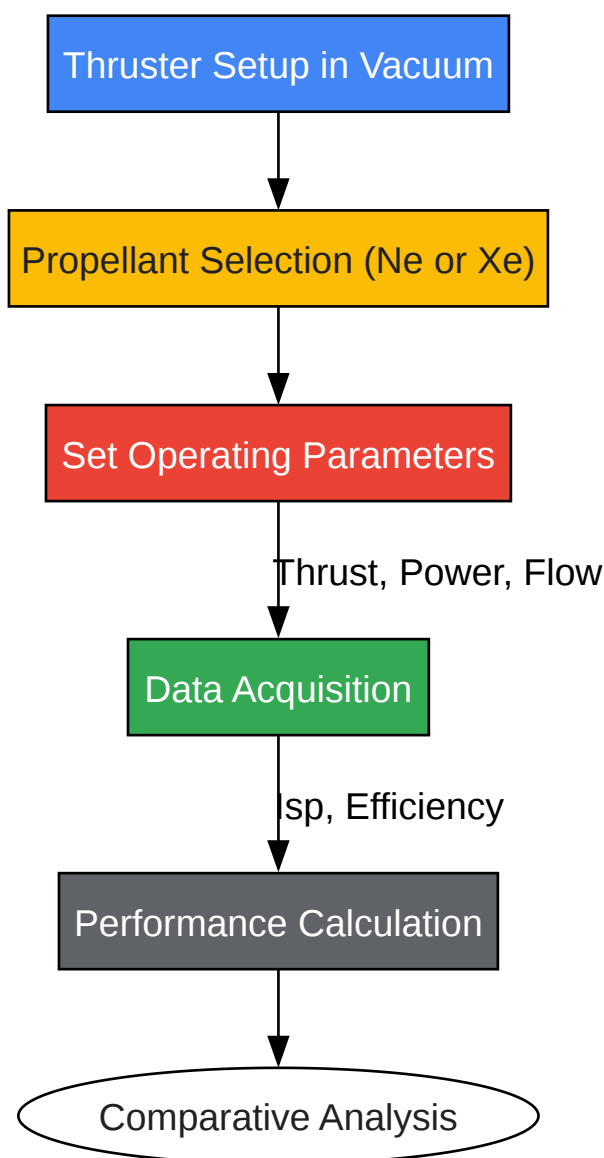 Thruster Setup in Vacuum
Propellant Selection (Ne or Xe)
Set Operating Parameters
Thrust, Power, Flow
Data Acquisition
Isp, Efficiency
Performance Calculation
Comparative Analysis